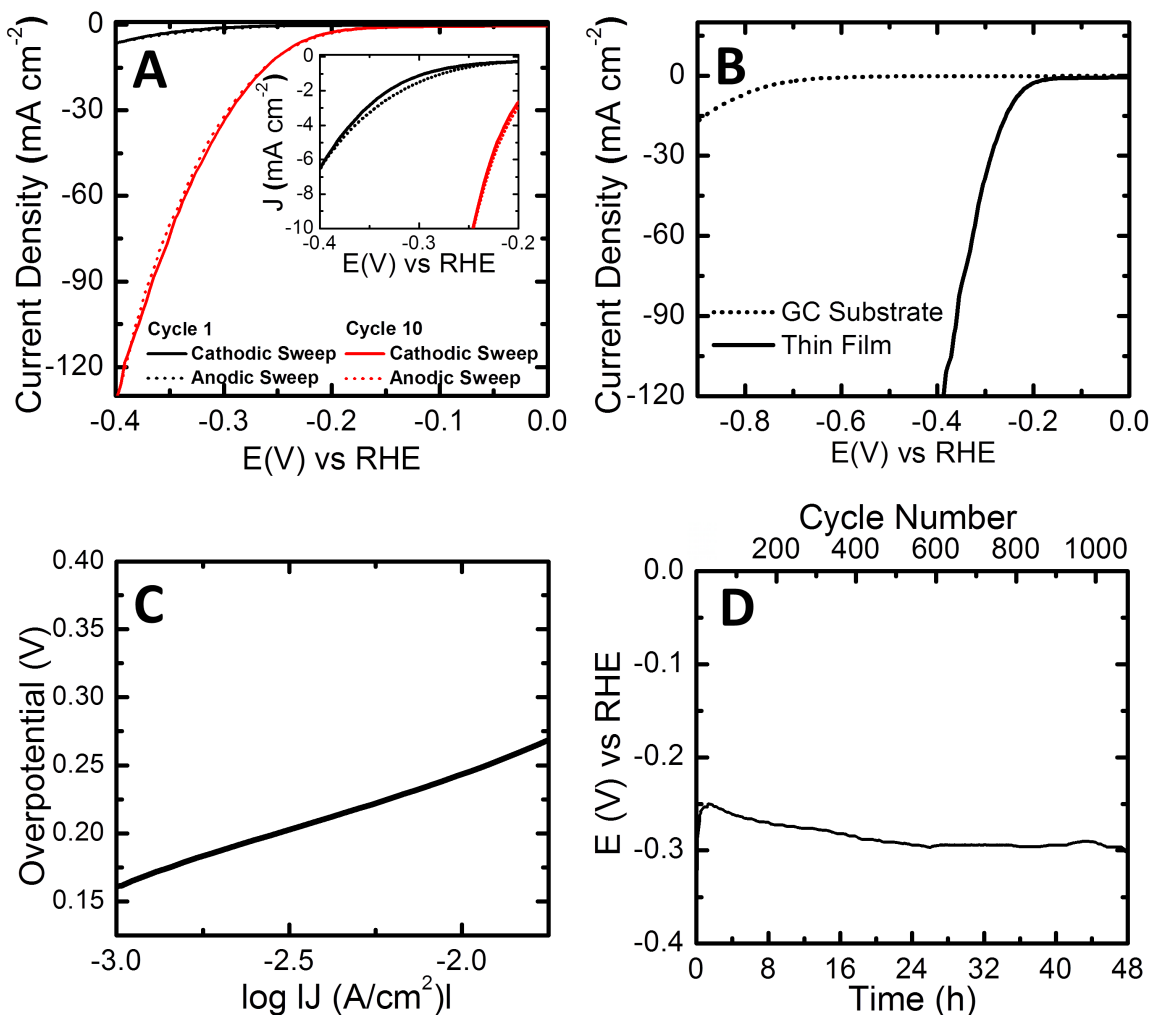 A
Current Density (mA cm-2)
0
-30
-60
-90
-120
-0.4 -0.3 -0.2 -0.1 0.0
E(V) vs RHE
J (mA cm-2)
0
-2
-4
-6
-8
-10
-0.4 -0.3 -0.2
E(V) vs RHE
Cycle 1 Cycle 10
Cathodic Sweep Cathodic Sweep
Anodic Sweep Anodic Sweep
B
Current Density (mA cm-2)
0
-30
-60
-90
-120
GC Substrate
Thin Film
-0.8 -0.6 -0.4 -0.2 0.0
E(V) vs RHE
C
Overpotential (V)
0.40
0.35
0.30
0.25
0.20
0.15
-3.0 -2.5 -2.0
log IJ (A/cm2)I
Cycle Number
200 400 600 800 1000
D
E (V) vs RHE
0.0
-0.1
-0.2
-0.3
-0.4
0 8 16 24 32 40 48
Time (h)